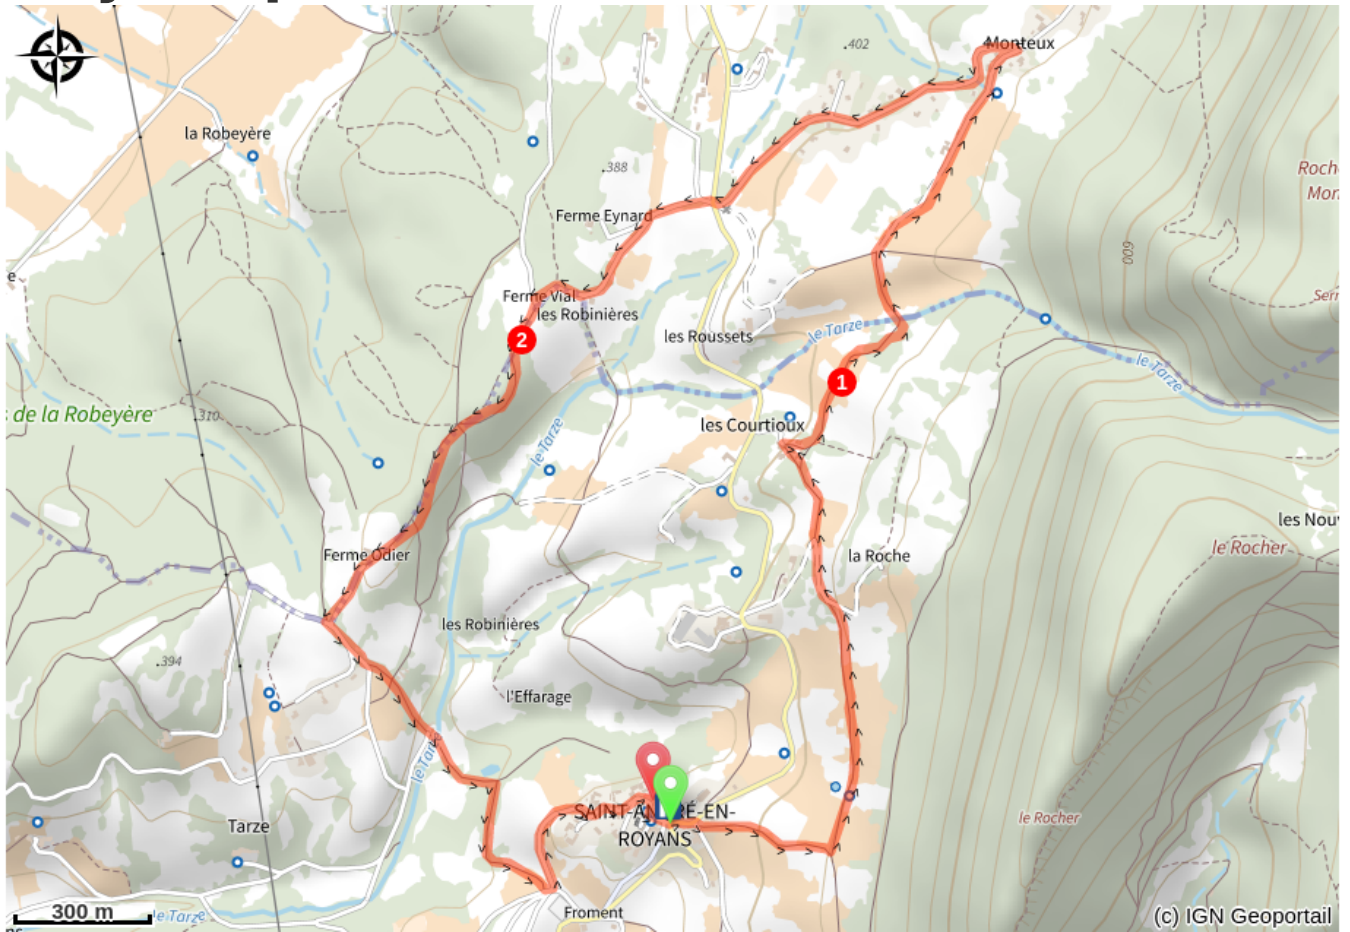 Monteux
.402
la Robeyère
.388
Roch
Mon
Ferme Eynard
600
Ferme Vial
les Robinières
Serr
le Tarze
les Roussets
2
le Tarze
1
s de la Robeyère
.310
les Courtioux
le Tarze
les Nouv
le Rocher
Ferme Odier
la Roche
les Robinières
.394
l'Effarage
le Tarze
SAINT-ANDRÉ-EN-
ROYANS
le Rocher
Tarze
300 m
le Tarze
Froment
(c) IGN Geoportail